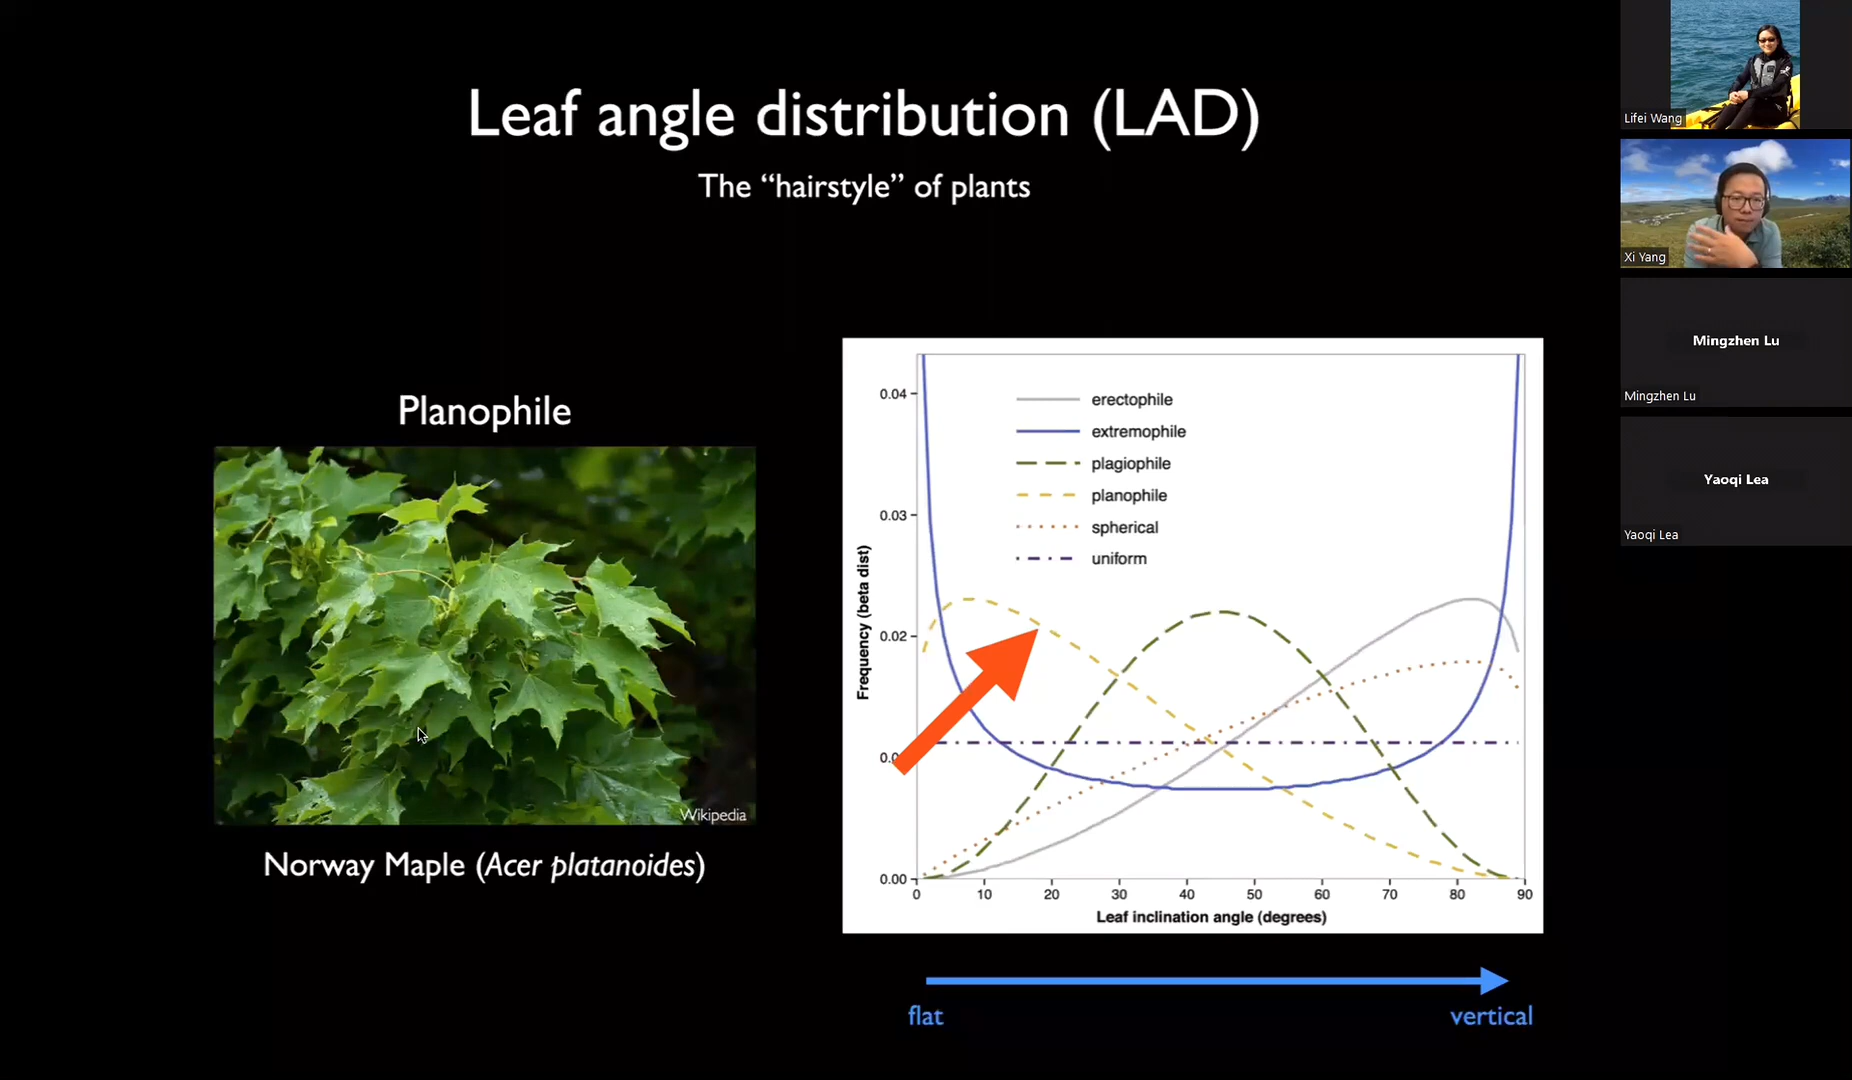 Leaf angle distribution (LAD)
The “hairstyle” of plants
Planophile
Wikipedia
Norway Maple (Acer platanoides)
erectophile
extremophile
plagiophile
planophile
spherical
uniform
Frequency (beta dist)
0.04
0.03
0.02
0.00
0 10 20 30 40 50 60 70 80 90
Leaf inclination angle (degrees)
flat
vertical
Lifei Wang
Xi Yang
Mingzhen Lu
Mingzhen Lu
Yaoqi Lea
Yaoqi Lea